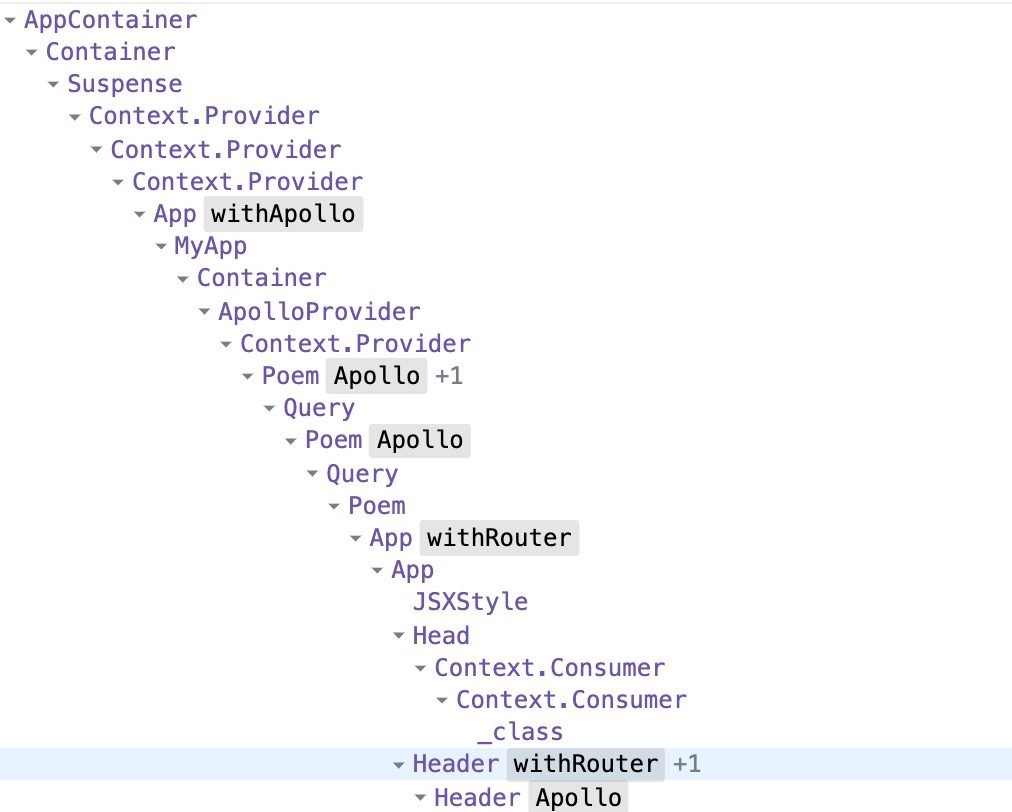 AppContainer
Container
Suspense
Context.Provider
Context.Provider
Context.Provider
App withApollo
MyApp
Container
ApolloProvider
Context.Provider
Poem Apollo +1
Query
Poem Apollo
Query
Poem
App withRouter
App
JSXStyle
Head
Context.Consumer
Context.Consumer
_class
Header withRouter +1
Header Apollo